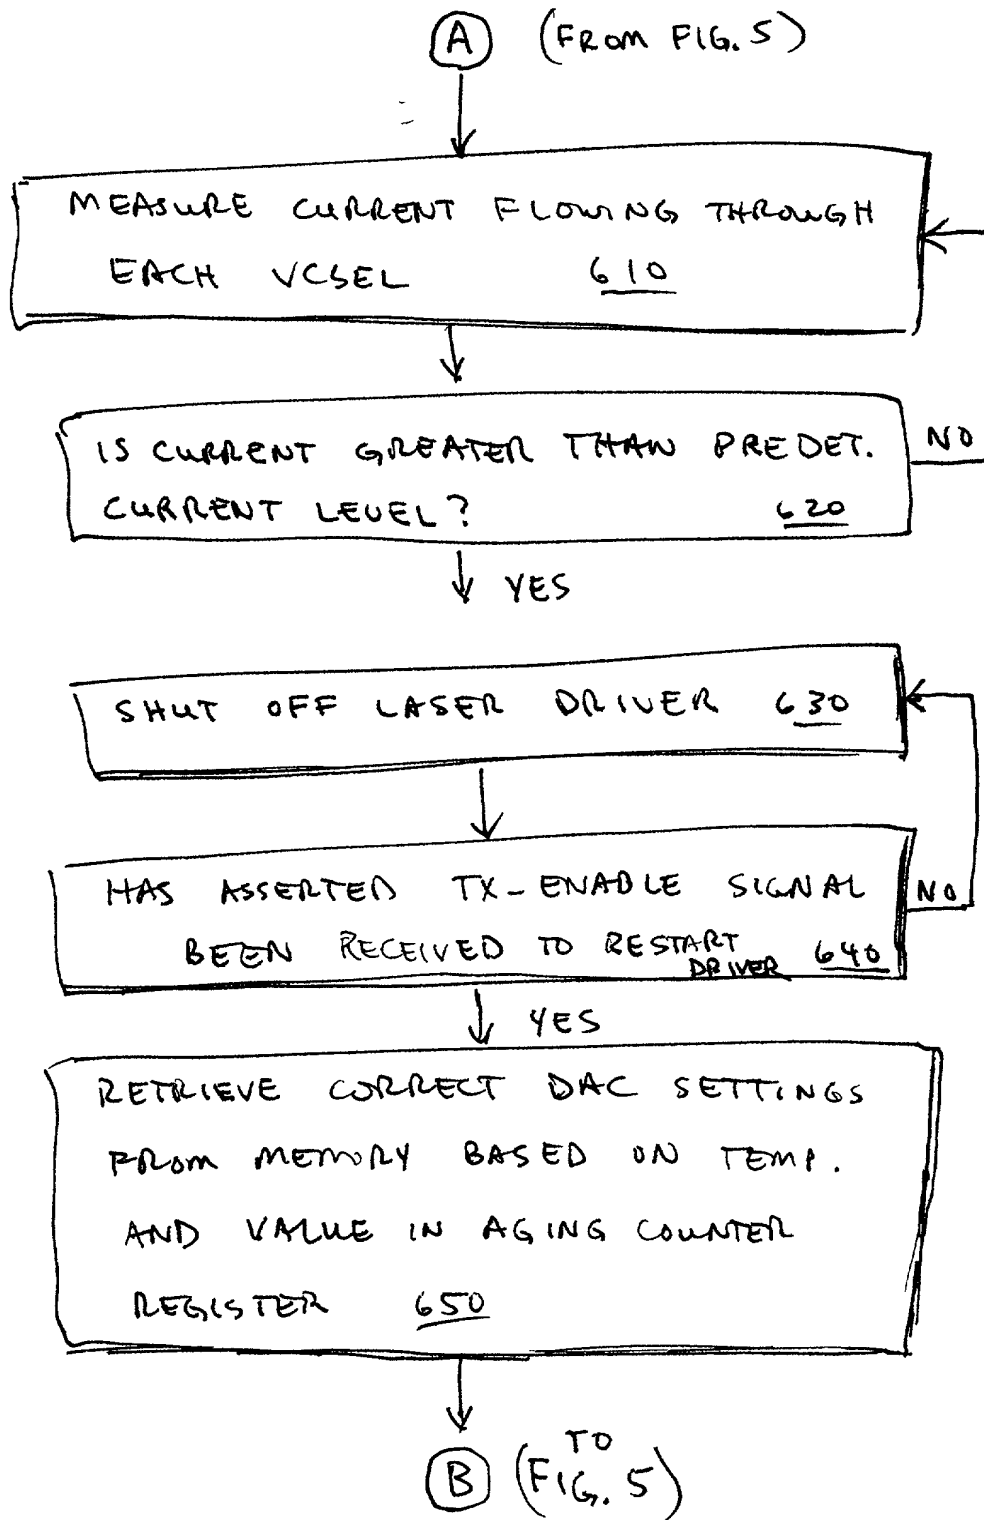 A (FROM FIG. 5)
MEASURE CURRENT FLOWING THROUGH
EACH VCSEL 610
IS CURRENT GREATER THAN PREDET.
CURRENT LEVEL? 620
NO
YES
SHUT OFF LASER DRIVER 630
HAS ASSERTED TX-ENABLE SIGNAL
BEEN RECEIVED TO RESTART
DRIVER 640
NO
YES
RETRIEVE CORRECT DAC SETTINGS
FROM MEMORY BASED ON TEMP.
AND VALUE IN AGING COUNTER
REGISTER 650
B (TO
FIG. 5)